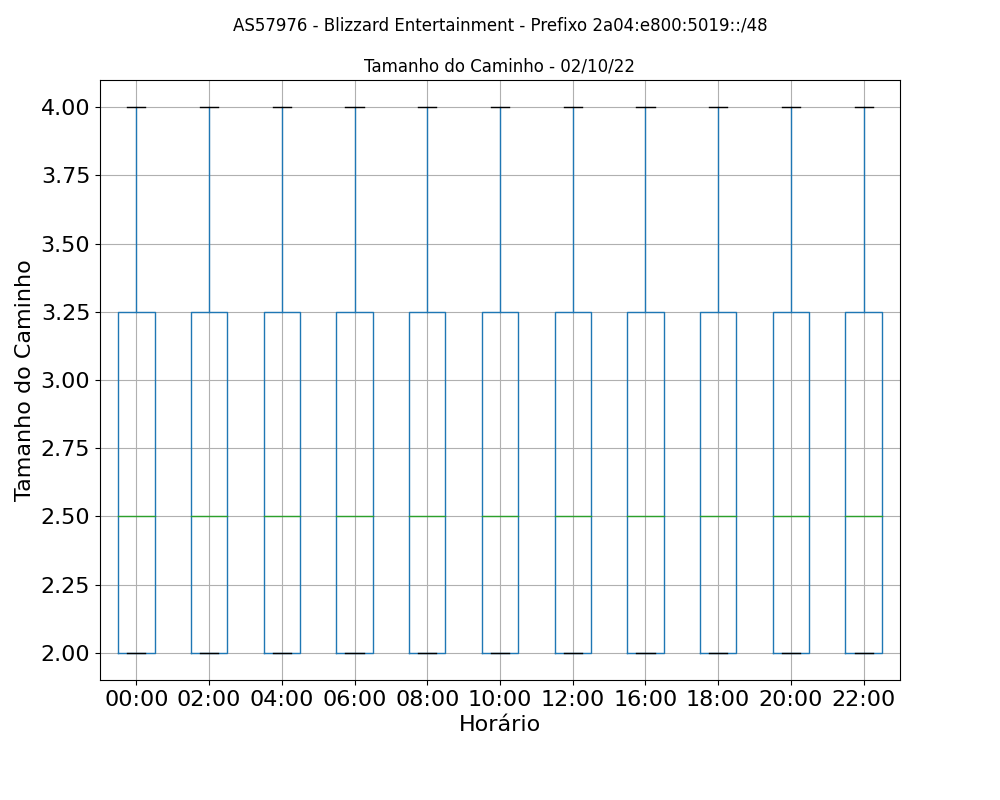 AS57976 - Blizzard Entertainment - Prefixo 2a04:e800:5019::/48
Tamanho do Caminho - 02/10/22
4.00
3.75
3.50
3.25
3.00
2.75
2.50
2.25
2.00
Tamanho do Caminho
00:00 02:00 04:00 06:00 08:00 10:00 12:00 16:00 18:00 20:00 22:00
Horário